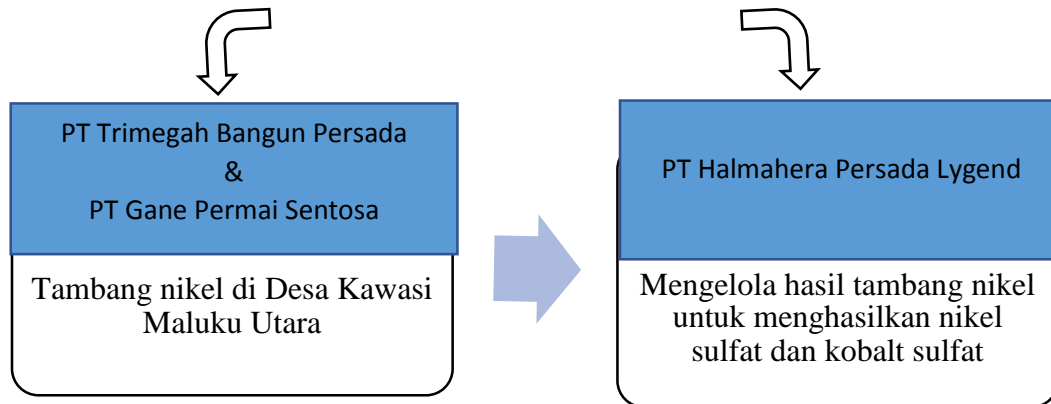 PT Trimegah Bangun Persada
&
PT Gane Permai Sentosa
Tambang nikel di Desa Kawasi
Maluku Utara
PT Halmahera Persada Lygend
Mengelola hasil tambang nikel
untuk menghasilkan nikel
sulfat dan kobalt sulfat